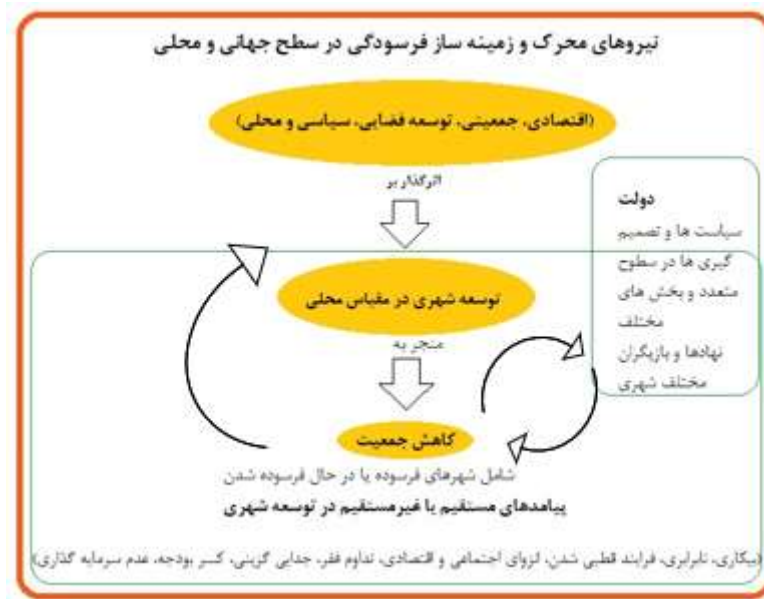 نیروهای محرک و زمینه ساز فرسودگی در سطح جهانی و محلی
(اقتصادی، جمعیتی، توسعه فضایی، سیاسی و محلی)
اثرگذار بر
دولت
سیاست ها و تصمیم
گیری ها در سطوح
متعدد و بخش های
مختلف
نهادها و بازیگران
مختلف شهری
توسعه شهری در مقیاس محلی
منجر به
کاهش جمعیت
شامل شهرهای فرسوده یا در حال فرسوده شدن
پیامدهای مستقیم یا غیرمستقیم در توسعه شهری
(بیکاری، نابرابری، فرایند قطبی شدن، انزوای اجتماعی و اقتصادی، تداوم فقر، جدایی گزینی، کسر بودجه، عدم سرمایه گذاری)